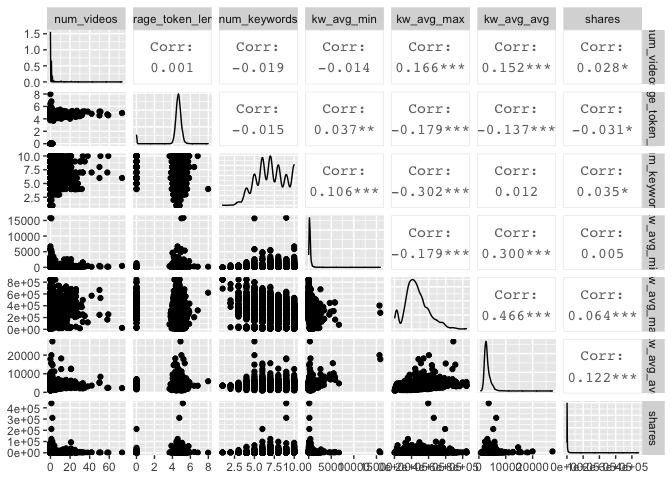 num_videos rage_token_len num_keywords kw_avg_min kw_avg_max kw_avg_avg shares
1.5
1.0
0.5
0.0
Corr:
0.001
Corr:
-0.019
Corr:
-0.014
Corr:
0.166***
Corr:
0.152***
Corr:
0.028*
num_video
8
6
4
2
0
Corr:
-0.015
Corr:
0.037**
Corr:
-0.179***
Corr:
-0.137***
Corr:
-0.031*
ge_token_
10.0
7.5
5.0
2.5
Corr:
0.106***
Corr:
-0.302***
Corr:
0.012
Corr:
0.035*
m_keywor
15000
10000
5000
0
Corr:
-0.179***
Corr:
0.300***
Corr:
0.005
w_avg_mi
8e+05
6e+05
4e+05
2e+05
0e+00
Corr:
0.466***
Corr:
0.064***
w_avg_ma
20000
10000
0
Corr:
0.122***
w_avg_av
4e+05
3e+05
2e+05
1e+05
0e+00
shares
0 20 40 60
0 2 4 6 8
2.5 5.0 7.5 10.0
0 5000